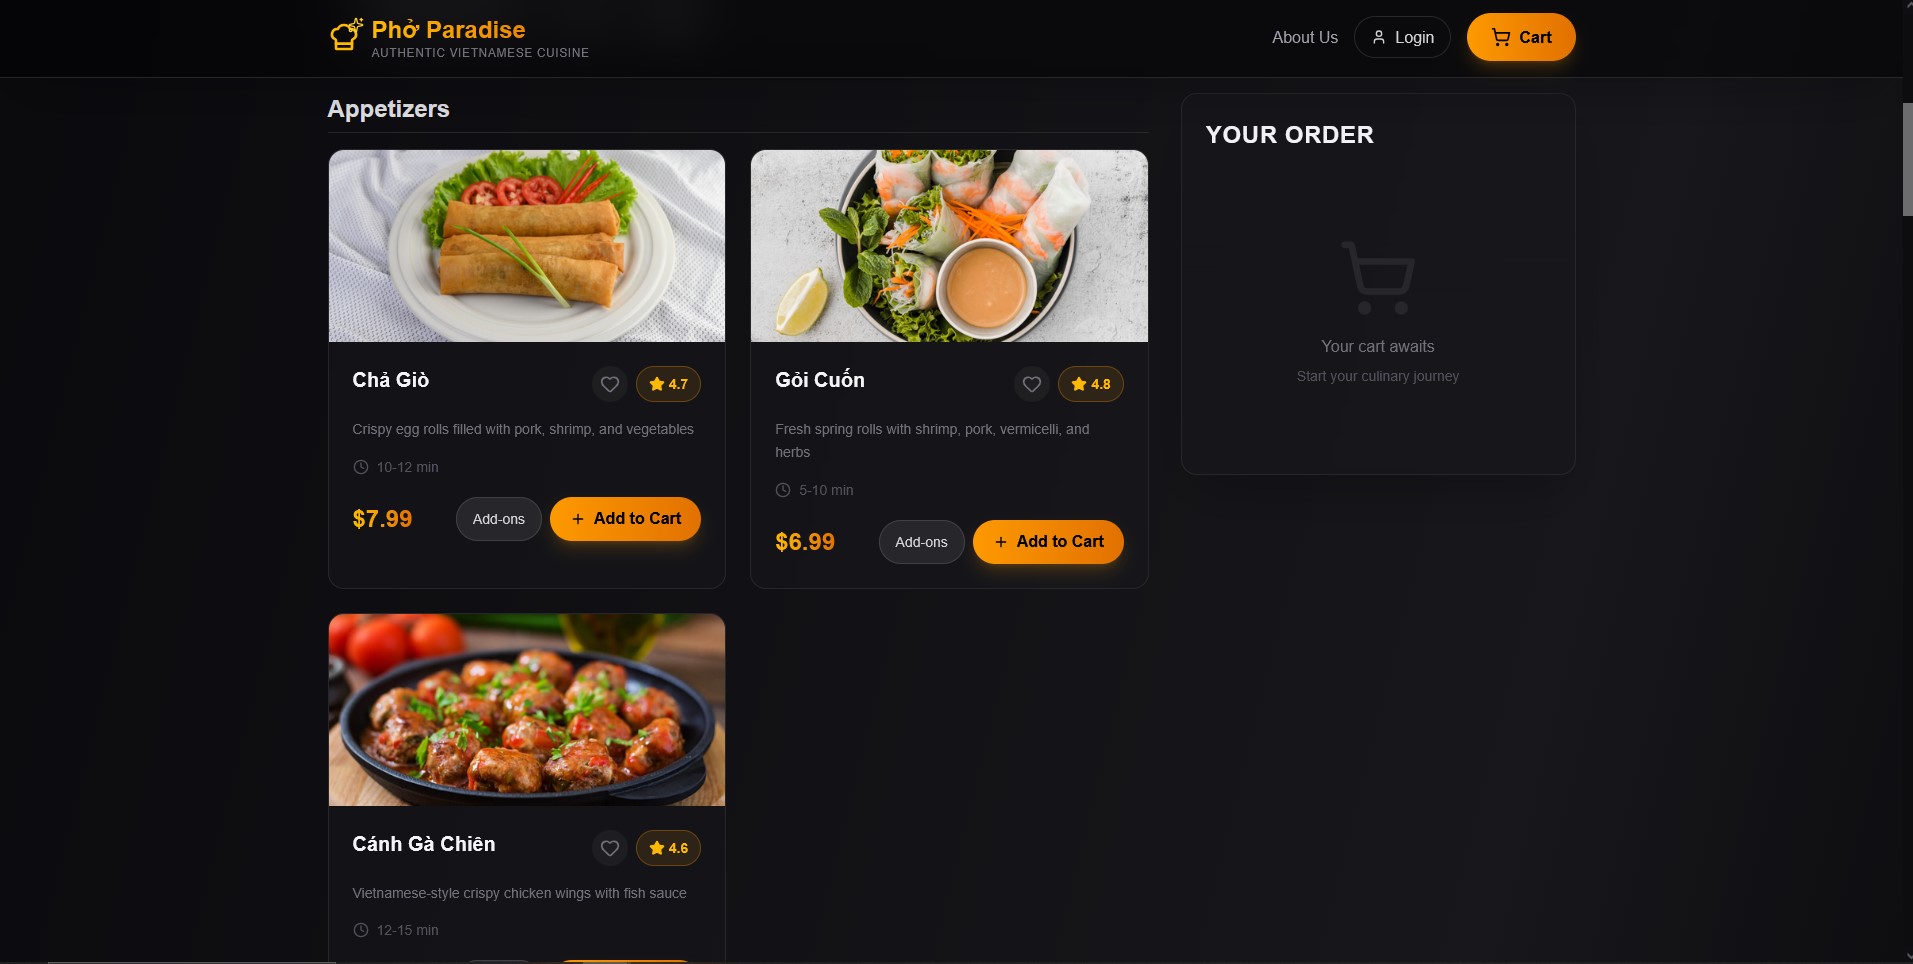 Phở Paradise
AUTHENTIC VIETNAMESE CUISINE
About Us
Login
Cart
Appetizers
YOUR ORDER
Your cart awaits
Start your culinary journey
Chả Giò
4.7
Crispy egg rolls filled with pork, shrimp, and vegetables
10-12 min
$7.99
Add-ons
Add to Cart
Gỏi Cuốn
4.8
Fresh spring rolls with shrimp, pork, vermicelli, and
herbs
5-10 min
$6.99
Add-ons
Add to Cart
Cánh Gà Chiên
4.6
Vietnamese-style crispy chicken wings with fish sauce
12-15 min